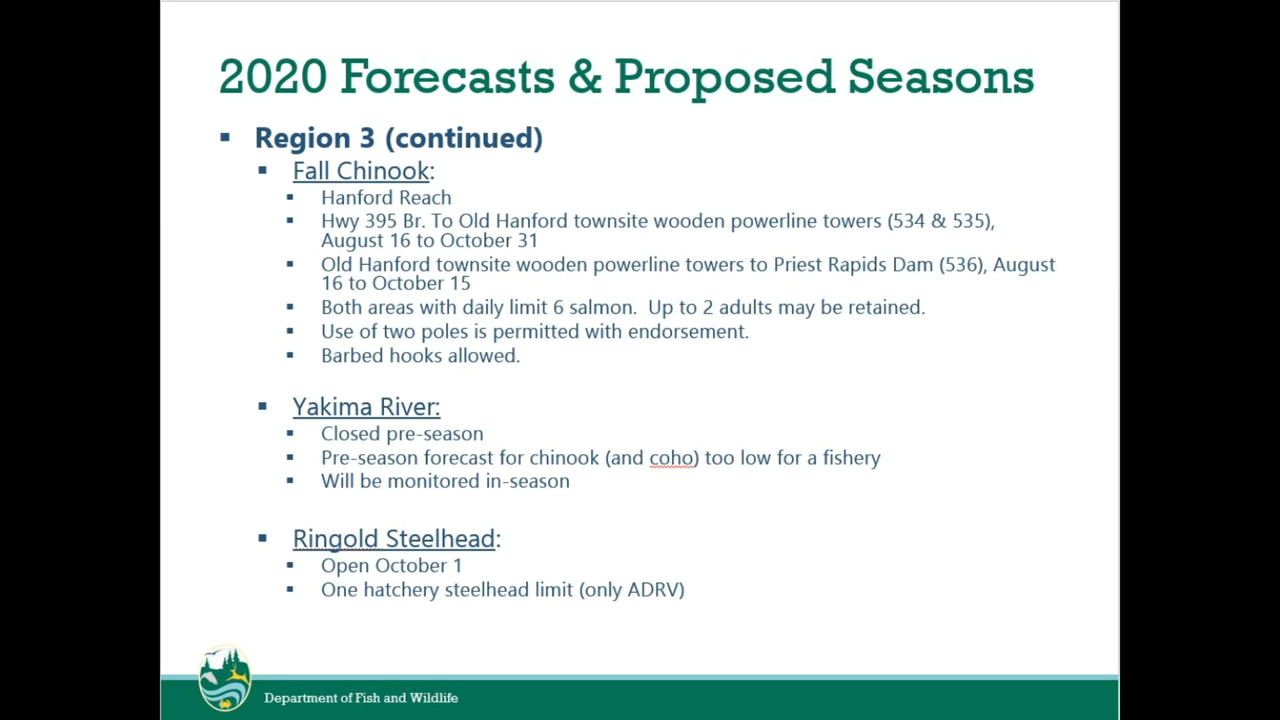 2020 Forecasts & Proposed Seasons
Region 3 (continued)
Fall Chinook:
Hanford Reach
Hwy 395 Br. To Old Hanford townsite wooden powerline towers (534 & 535),
August 16 to October 31
Old Hanford townsite wooden powerline towers to Priest Rapids Dam (536), August
16 to October 15
Both areas with daily limit 6 salmon. Up to 2 adults may be retained.
Use of two poles is permitted with endorsement.
Barbed hooks allowed.
Yakima River:
Closed pre-season
Pre-season forecast for chinook (and coho) too low for a fishery
Will be monitored in-season
Ringold Steelhead:
Open October 1
One hatchery steelhead limit (only ADRV)
Department of Fish and Wildlife